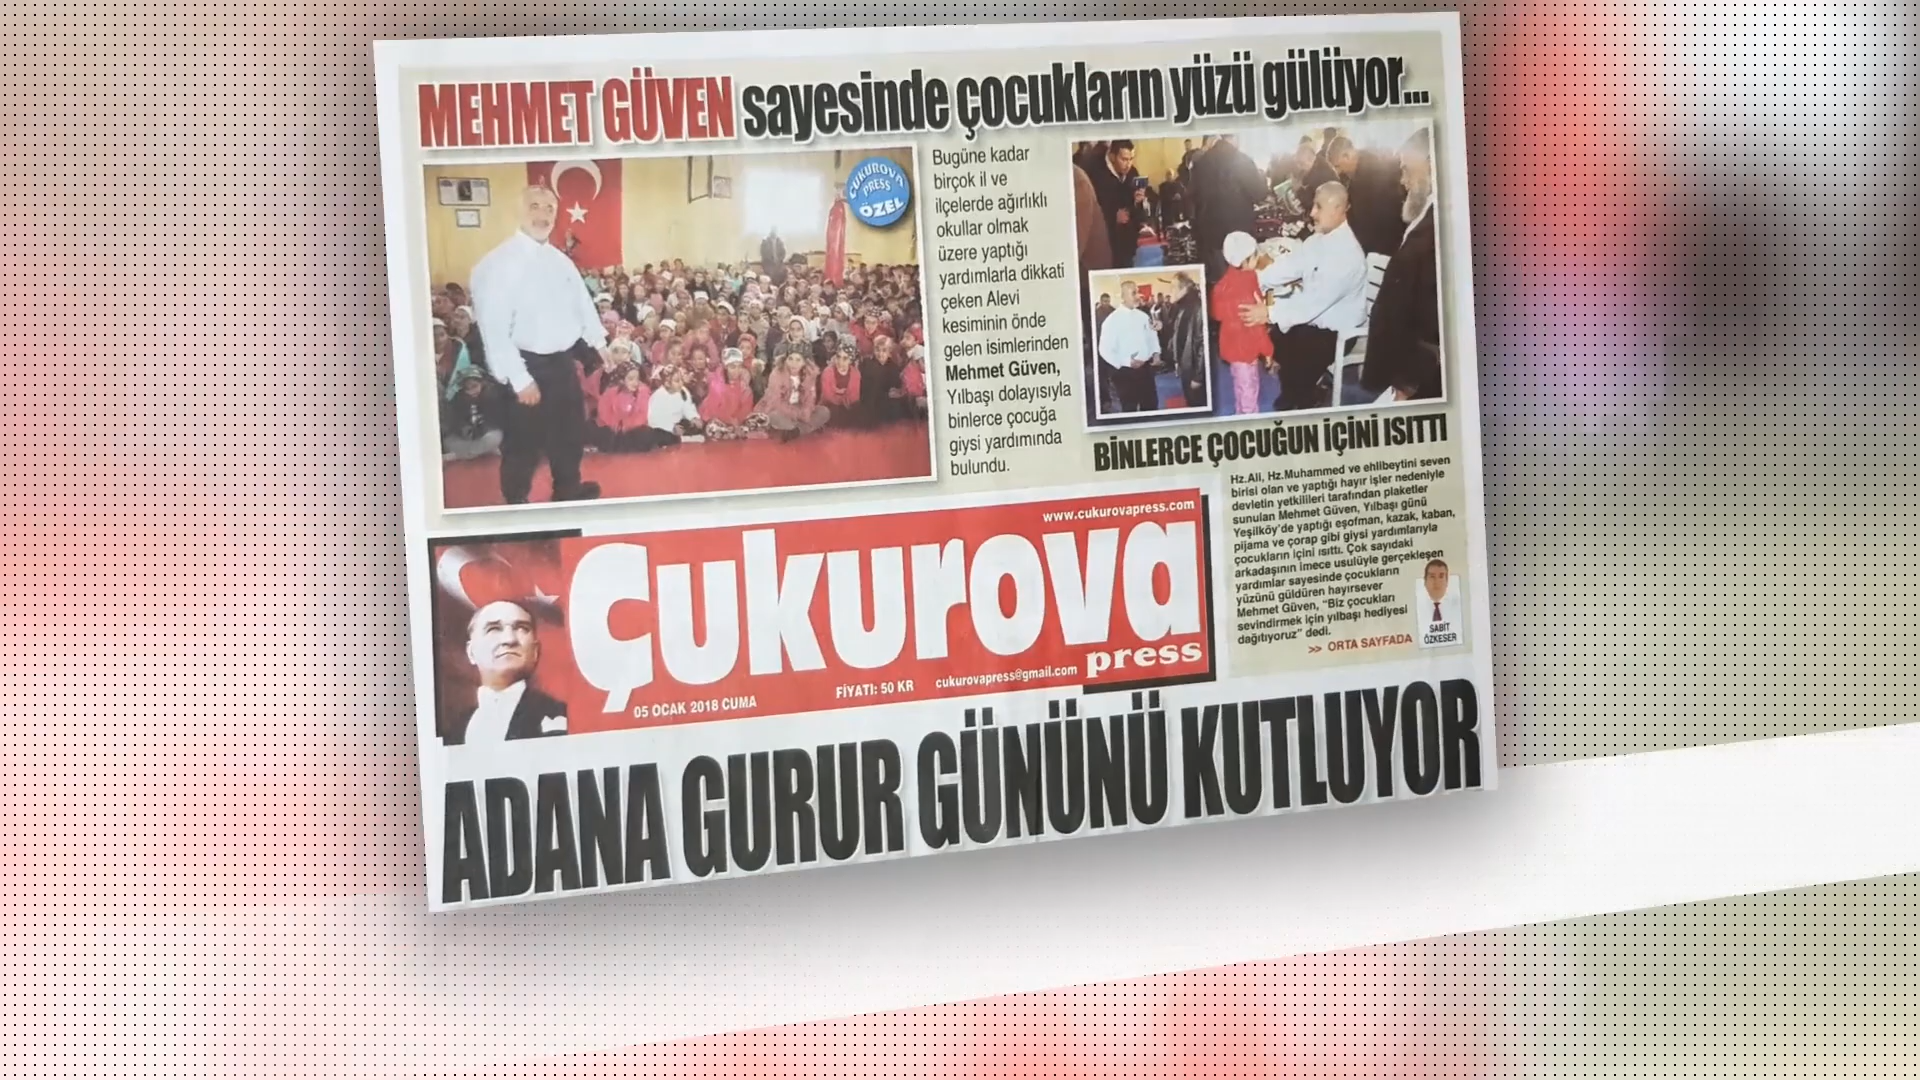 MEHMET GÜVEN sayesinde çocukların yüzü gülüyor...
ÇUKUROVA
PRESS
ÖZEL
Bugüne kadar
birçok il ve
ilçelerde ağırlıklı
okullar olmak
üzere yaptığı
yardımlarla dikkati
çeken Alevi
kesiminin önde
gelen isimlerinden
Mehmet Güven,
Yılbaşı dolayısıyla
binlerce çocuğa
giysi yardımında
bulundu.
BİNLERCE ÇOCUĞUN İÇİNİ ISITTI
Hz.Ali, Hz.Muhammed ve ehlibeytini seven
birisi olan ve yaptığı hayır işler nedeniyle
devletin yetkilileri tarafından plaketler
sunulan Mehmet Güven, Yılbaşı günü
Yeşilköy'de yaptığı eşofman, kazak, kaban,
pijama ve çorap gibi giysi yardımlarıyla
çocukların içini ısıttı. Çok sayıdaki
arkadaşının imece usulüyle gerçekleşen
yardımlar sayesinde çocukların
yüzünü güldüren hayırsever
Mehmet Güven, "Biz çocukları
sevindirmek için yılbaşı hediyesi
dağıtıyoruz" dedi.
>> ORTA SAYFADA
SABİT
ÖZKESER
www.cukurovapress.com
Çukurova
press
05 OCAK 2018 CUMA
FİYATI: 50 KR
cukurovapress@gmail.com
ADANA GURUR GÜNÜNÜ KUTLUYOR